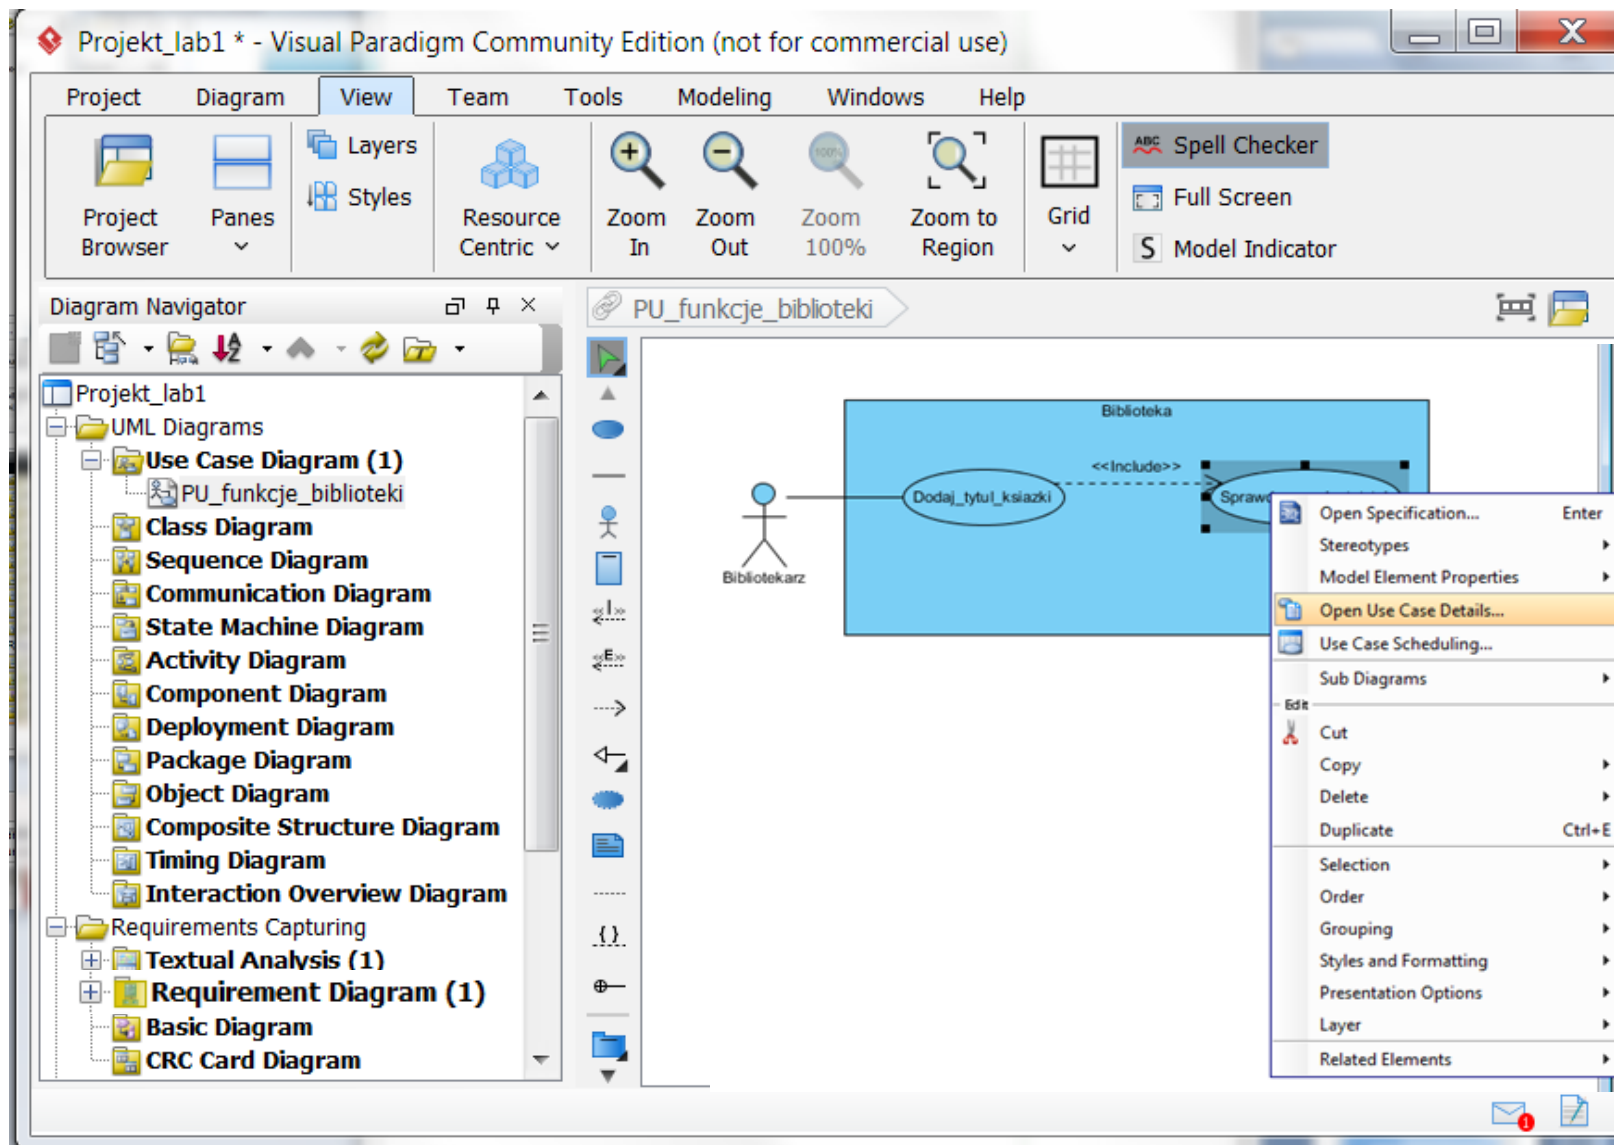 Projekt_lab1 * - Visual Paradigm Community Edition (not for commercial use)
Project Diagram View Team Tools Modeling Windows Help
Project Browser
Panes
Layers
Styles
Resource Centric
Zoom In
Zoom Out
100%
Zoom 100%
Zoom to Region
Grid
ABC Spell Checker
Full Screen
S Model Indicator
Diagram Navigator
PU_funkcje_biblioteki
Projekt_lab1
UML Diagrams
Use Case Diagram (1)
PU_funkcje_biblioteki
Class Diagram
Sequence Diagram
Communication Diagram
State Machine Diagram
Activity Diagram
Component Diagram
Deployment Diagram
Package Diagram
Object Diagram
Composite Structure Diagram
Timing Diagram
Interaction Overview Diagram
Requirements Capturing
Textual Analysis (1)
Requirement Diagram (1)
Basic Diagram
CRC Card Diagram
<<I>>
<<E>>
{ }
Biblioteka
<<Include>>
Dodaj_tytul_ksiazki
Bibliotekarz
Open Specification... Enter
Stereotypes
Model Element Properties
Open Use Case Details...
Use Case Scheduling...
Sub Diagrams
Edit
Cut
Copy
Delete
Duplicate Ctrl+E
Selection
Order
Grouping
Styles and Formatting
Presentation Options
Layer
Related Elements
1